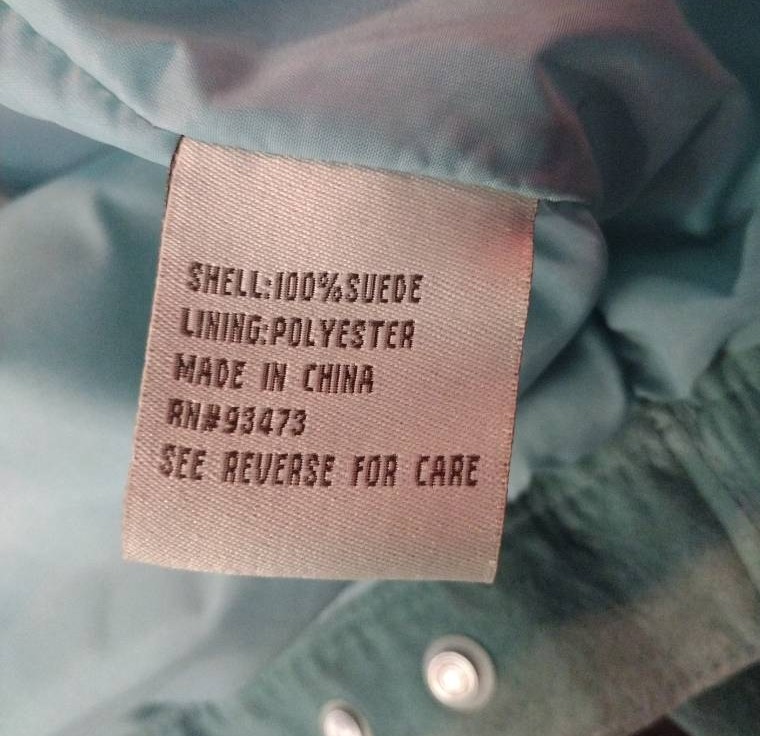 SHELL:100%SUEDE
LINING:POLYESTER
MADE IN CHINA
RN#93473
SEE REVERSE FOR CARE